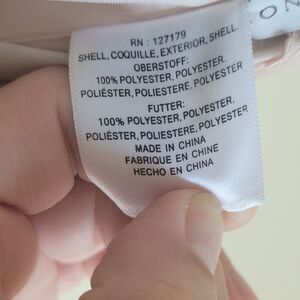 RN : 127179
SHELL, COQUILLE, EXTERIOR, SHELL.
OBERSTOFF:
100% POLYESTER, POLYESTER,
POLIÉSTER, POLIESTERE, POLYESTER
FUTTER:
100% POLYESTER, POLYESTER,
POLIÉSTER, POLIESTERE, POLYESTER
MADE IN CHINA
FABRIQUE EN CHINE
HECHO EN CHINA